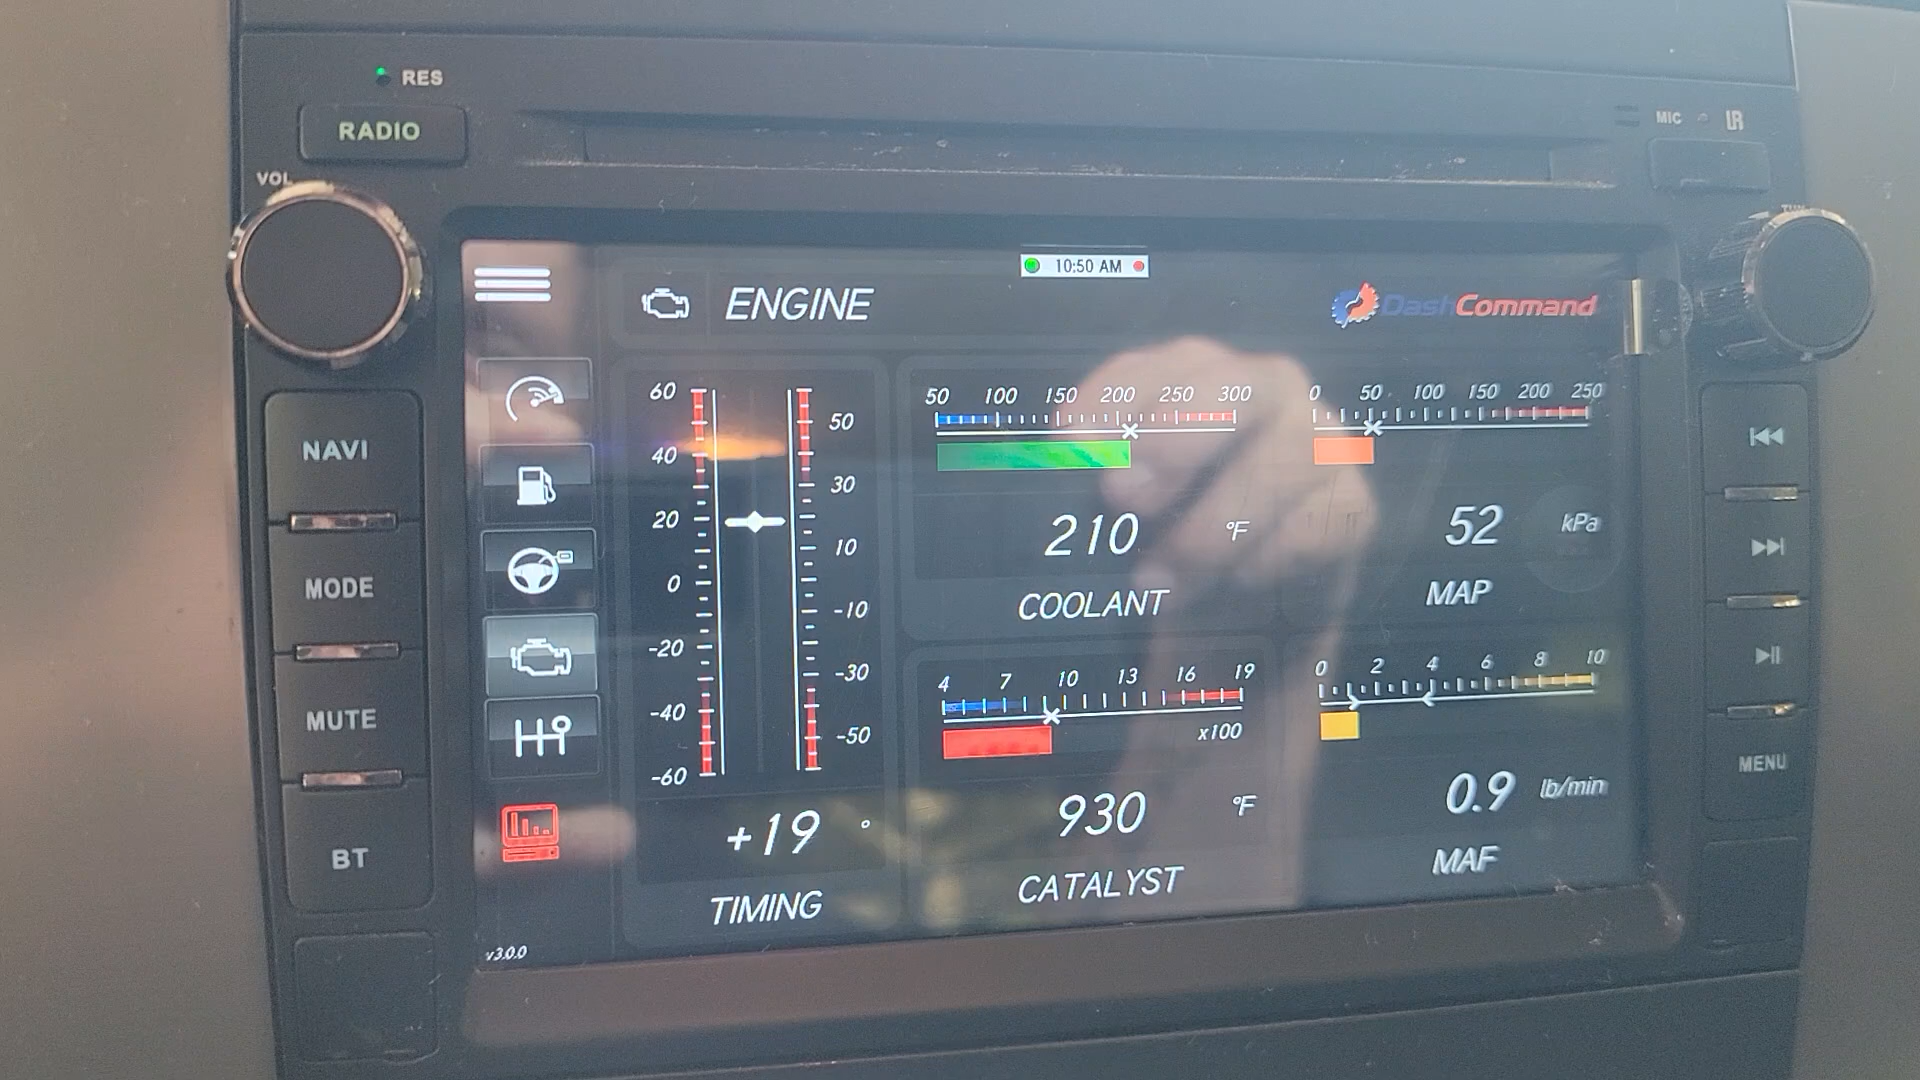 RES
RADIO
MIC
IR
VOL
TUN
10:50 AM
ENGINE
DashCommand
NAVI
MODE
MUTE
BT
MENU
60
40
20
0
-20
-40
-60
50
30
10
-10
-30
-50
+19 °
TIMING
50 100 150 200 250 300
210 °F
COOLANT
0 50 100 150 200 250
52 kPa
MAP
4 7 10 13 16 19
x100
930 °F
CATALYST
0 2 4 6 8 10
0.9 lb/min
MAF
v3.0.0